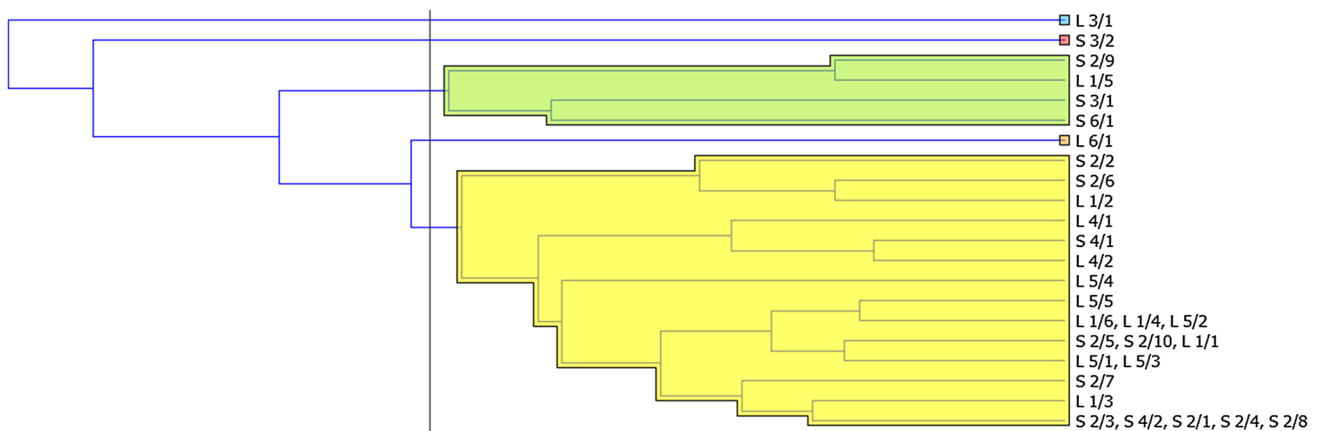 L 3/1
S 3/2
S 2/9
L 1/5
S 3/1
S 6/1
L 6/1
S 2/2
S 2/6
L 1/2
L 4/1
S 4/1
L 4/2
L 5/4
L 5/5
L 1/6, L 1/4, L 5/2
S 2/5, S 2/10, L 1/1
L 5/1, L 5/3
S 2/7
L 1/3
S 2/3, S 4/2, S 2/1, S 2/4, S 2/8